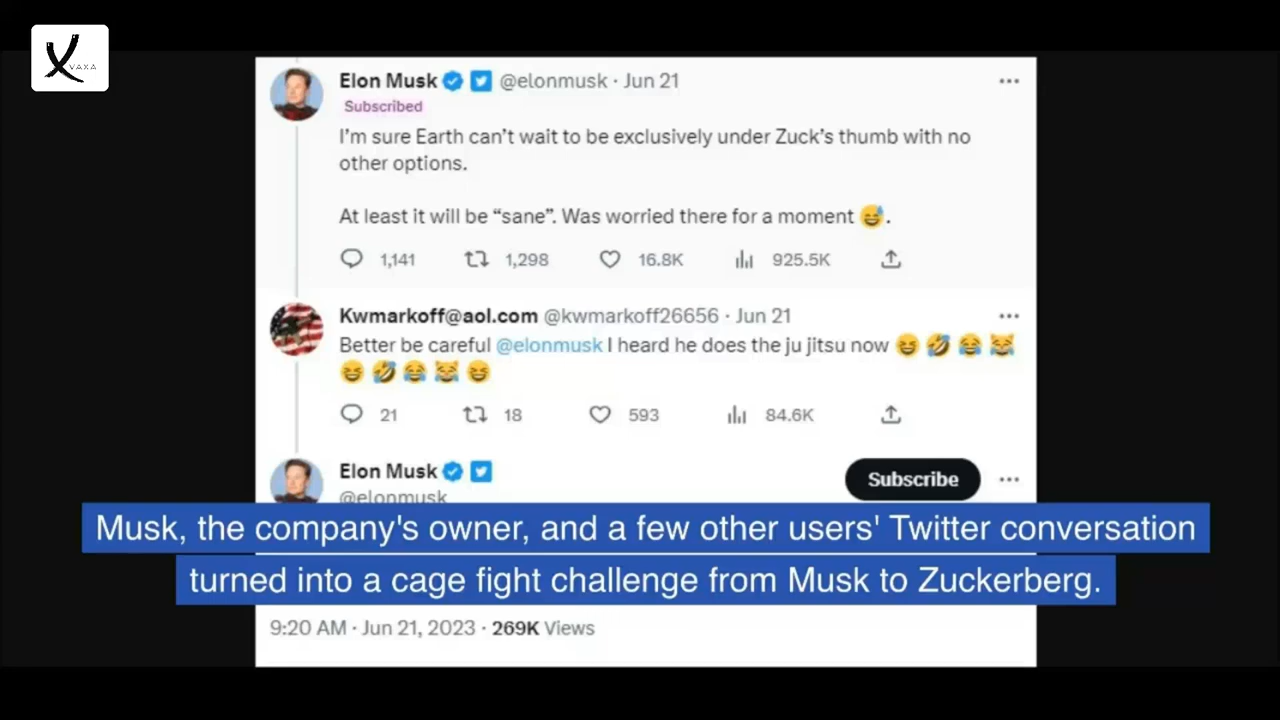 VAXA
Elon Musk @elonmusk · Jun 21
Subscribed
I'm sure Earth can't wait to be exclusively under Zuck's thumb with no
other options.
At least it will be “sane”. Was worried there for a moment 😅.
1,141 1,298 16.8K 925.5K
Kwmarkoff@aol.com @kwmarkoff26656 · Jun 21
Better be careful @elonmusk I heard he does the ju jitsu now 😆 🤣 😂 😹
😆 🤣 😂 😹 😆
21 18 593 84.6K
Elon Musk
Subscribe
@elonmusk
Musk, the company's owner, and a few other users' Twitter conversation
turned into a cage fight challenge from Musk to Zuckerberg.
9:20 AM · Jun 21, 2023 · 269K Views